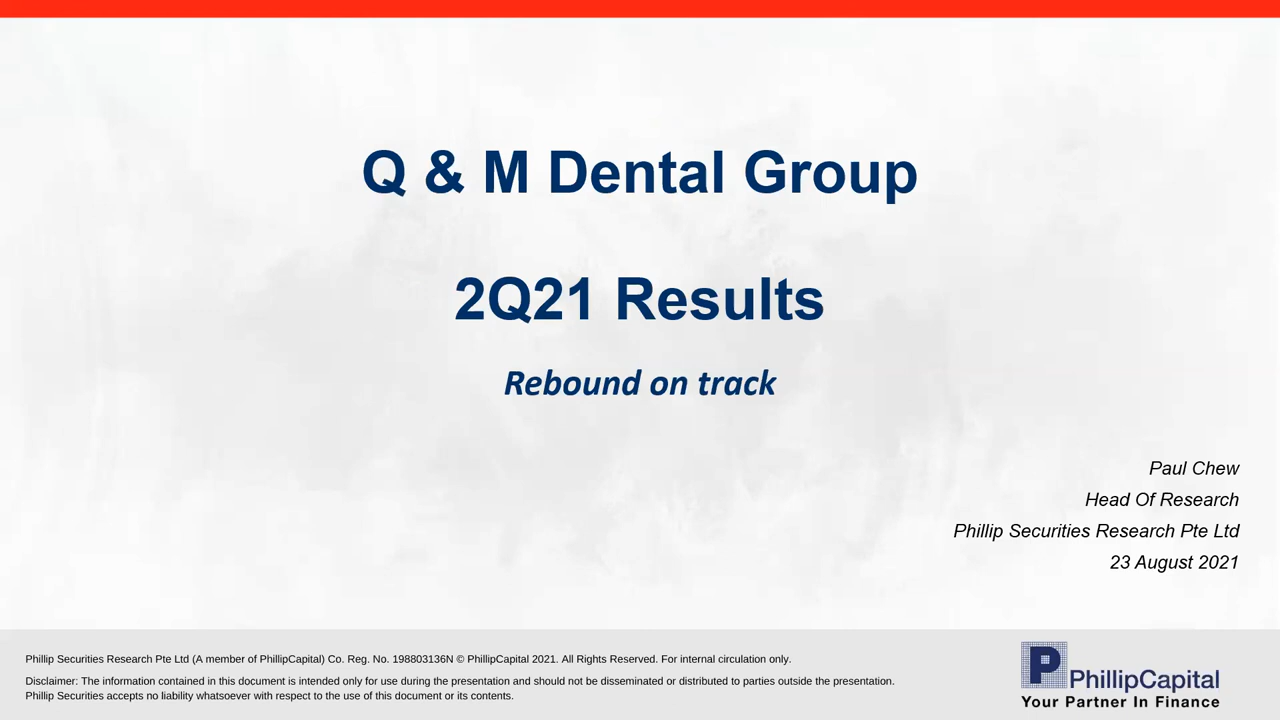 Q & M Dental Group
2Q21 Results
Rebound on track
Paul Chew
Head Of Research
Phillip Securities Research Pte Ltd
23 August 2021
Phillip Securities Research Pte Ltd (A member of PhillipCapital) Co. Reg. No. 198803136N © PhillipCapital 2021. All Rights Reserved. For internal circulation only.
Disclaimer: The information contained in this document is intended only for use during the presentation and should not be disseminated or distributed to parties outside the presentation.
Phillip Securities accepts no liability whatsoever with respect to the use of this document or its contents.
P PhillipCapital
Your Partner In Finance